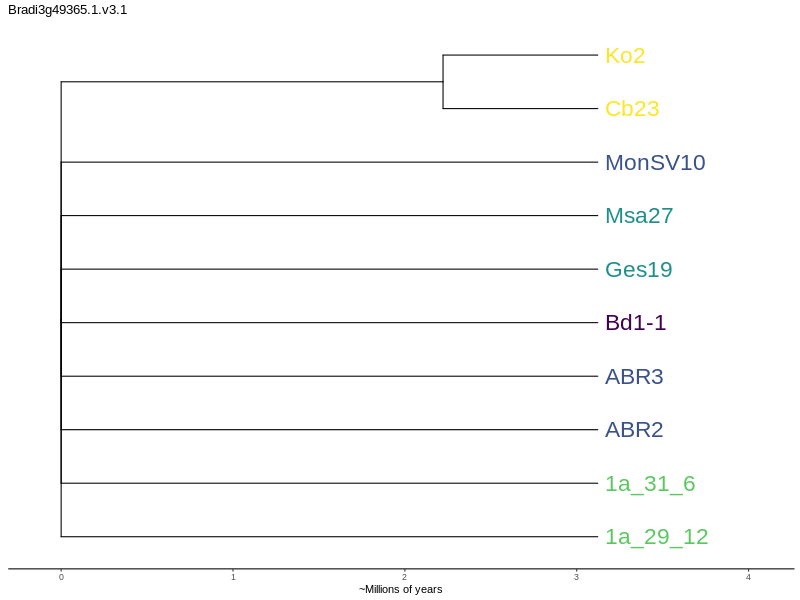 Bradi3g49365.1.v3.1
Ko2
Cb23
MonSV10
Msa27
Ges19
Bd1-1
ABR3
ABR2
1a_31_6
1a_29_12
0 1 2 3 4
~Millions of years